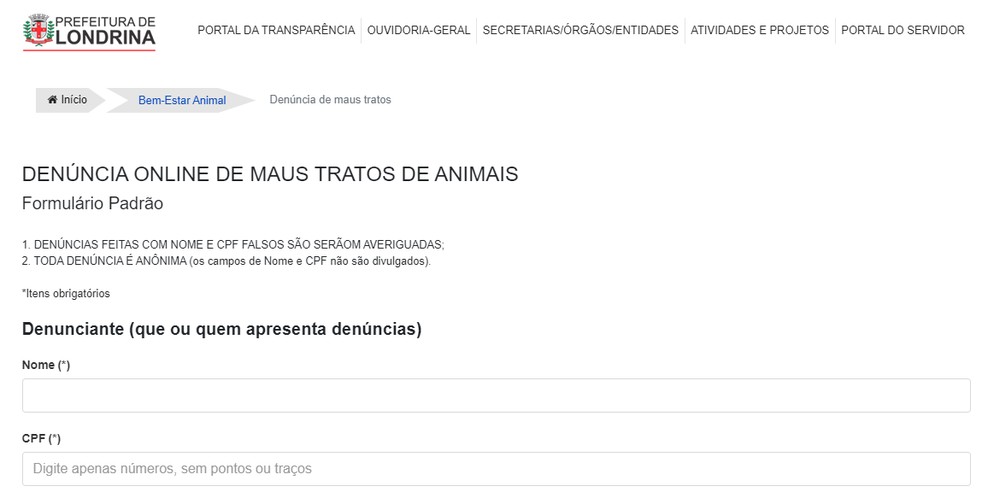 PREFEITURA DE
LONDRINA
PORTAL DA TRANSPARÊNCIA OUVIDORIA-GERAL SECRETARIAS/ÓRGÃOS/ENTIDADES ATIVIDADES E PROJETOS PORTAL DO SERVIDOR
Início Bem-Estar Animal Denúncia de maus tratos
DENÚNCIA ONLINE DE MAUS TRATOS DE ANIMAIS
Formulário Padrão
1. DENÚNCIAS FEITAS COM NOME E CPF FALSOS SÃO SERÃOM AVERIGUADAS;
2. TODA DENÚNCIA É ANÔNIMA (os campos de Nome e CPF não são divulgados).
*Itens obrigatórios
Denunciante (que ou quem apresenta denúncias)
Nome (*)
CPF (*)
Digite apenas números, sem pontos ou traços